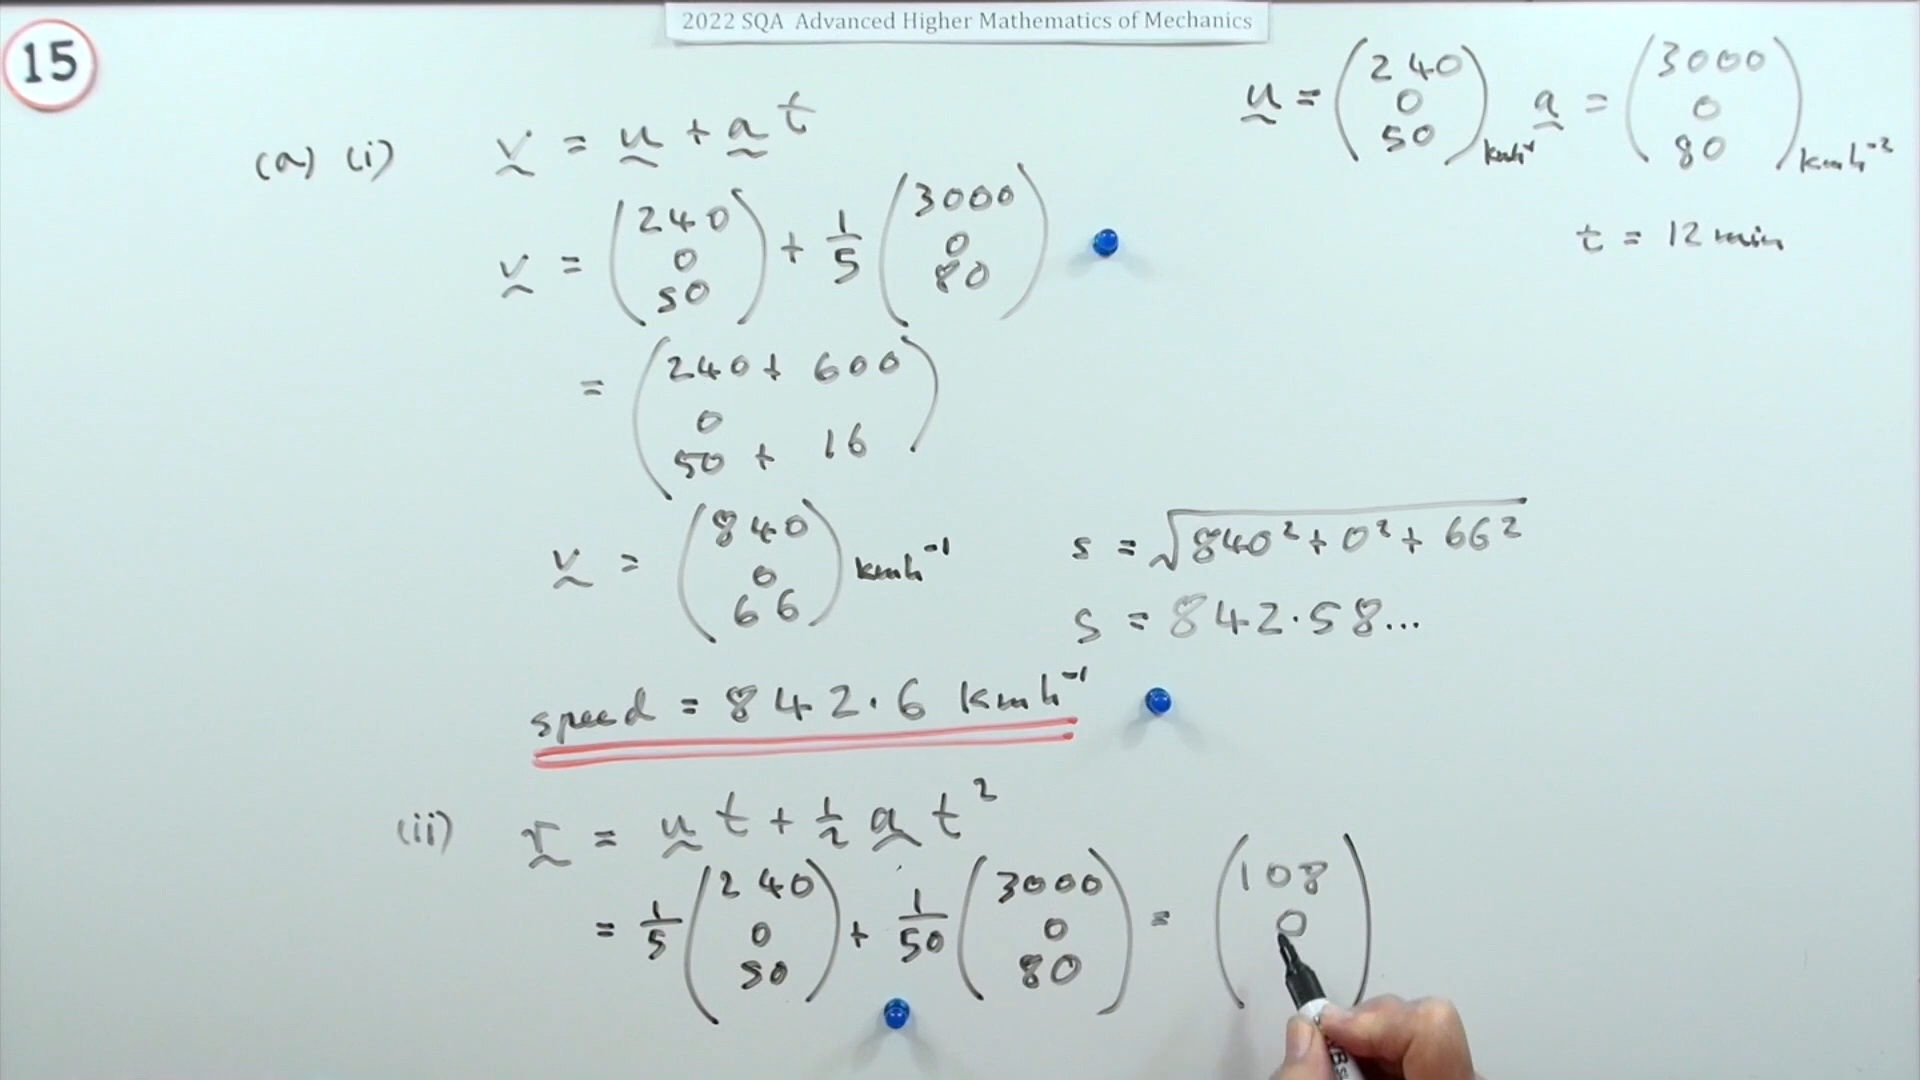 2022 SQA Advanced Higher Mathematics of Mechanics
15
u = (240 0 50) kmh⁻¹ a = (3000 0 80) kmh⁻²
t = 12 min
(a) (i) v = u + a t
v = (240 0 50) + 1/5 (3000 0 80)
= (240 + 600 0 50 + 16)
v = (840 0 66) kmh⁻¹
s = √840² + 0² + 66²
s = 842.58...
speed = 842.6 kmh⁻¹
(ii) r = u t + 1/2 a t²
= 1/5 (240 0 50) + 1/50 (3000 0 80) = (108 0